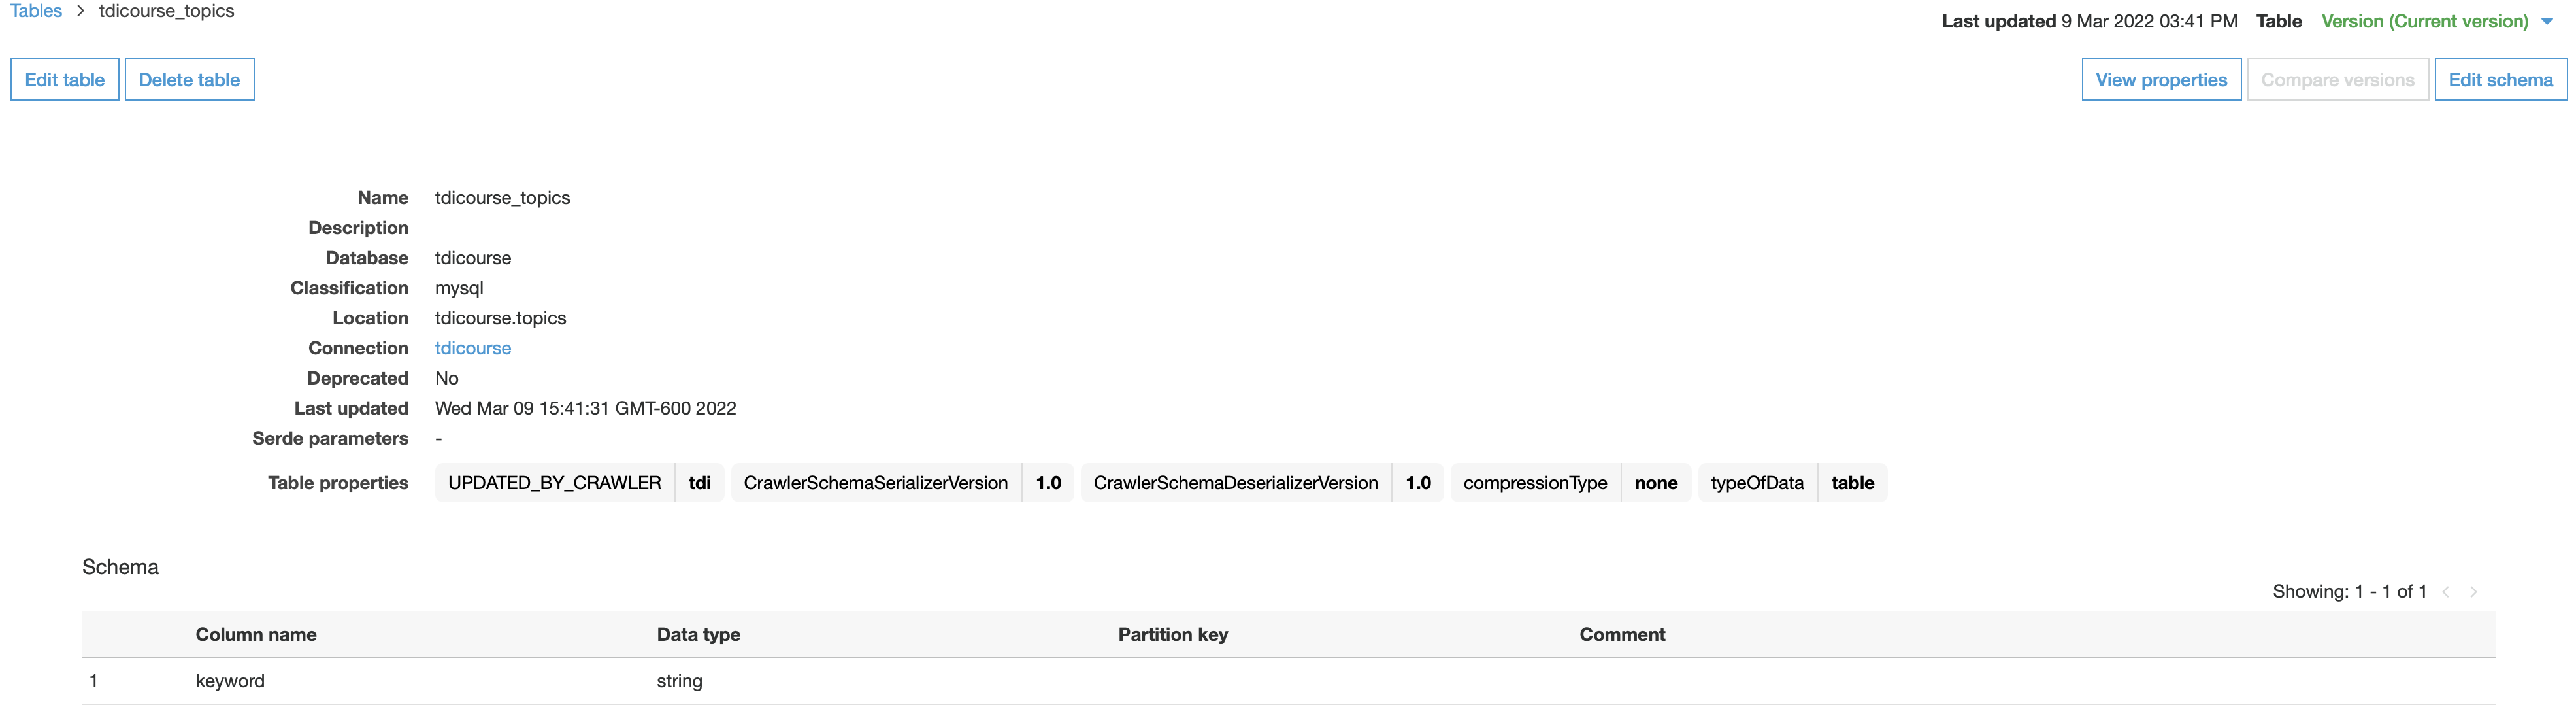 Tables > tdicourse_topics
Last updated 9 Mar 2022 03:41 PM Table Version (Current version)
Edit table Delete table
View properties Compare versions Edit schema
Name tdicourse_topics
Description
Database tdicourse
Classification mysql
Location tdicourse.topics
Connection tdicourse
Deprecated No
Last updated Wed Mar 09 15:41:31 GMT-600 2022
Serde parameters -
Table properties UPDATED_BY_CRAWLER tdi CrawlerSchemaSerializerVersion 1.0 CrawlerSchemaDeserializerVersion 1.0 compressionType none typeOfData table
Schema
Showing: 1 - 1 of 1 < >
Column name Data type Partition key Comment
1 keyword string